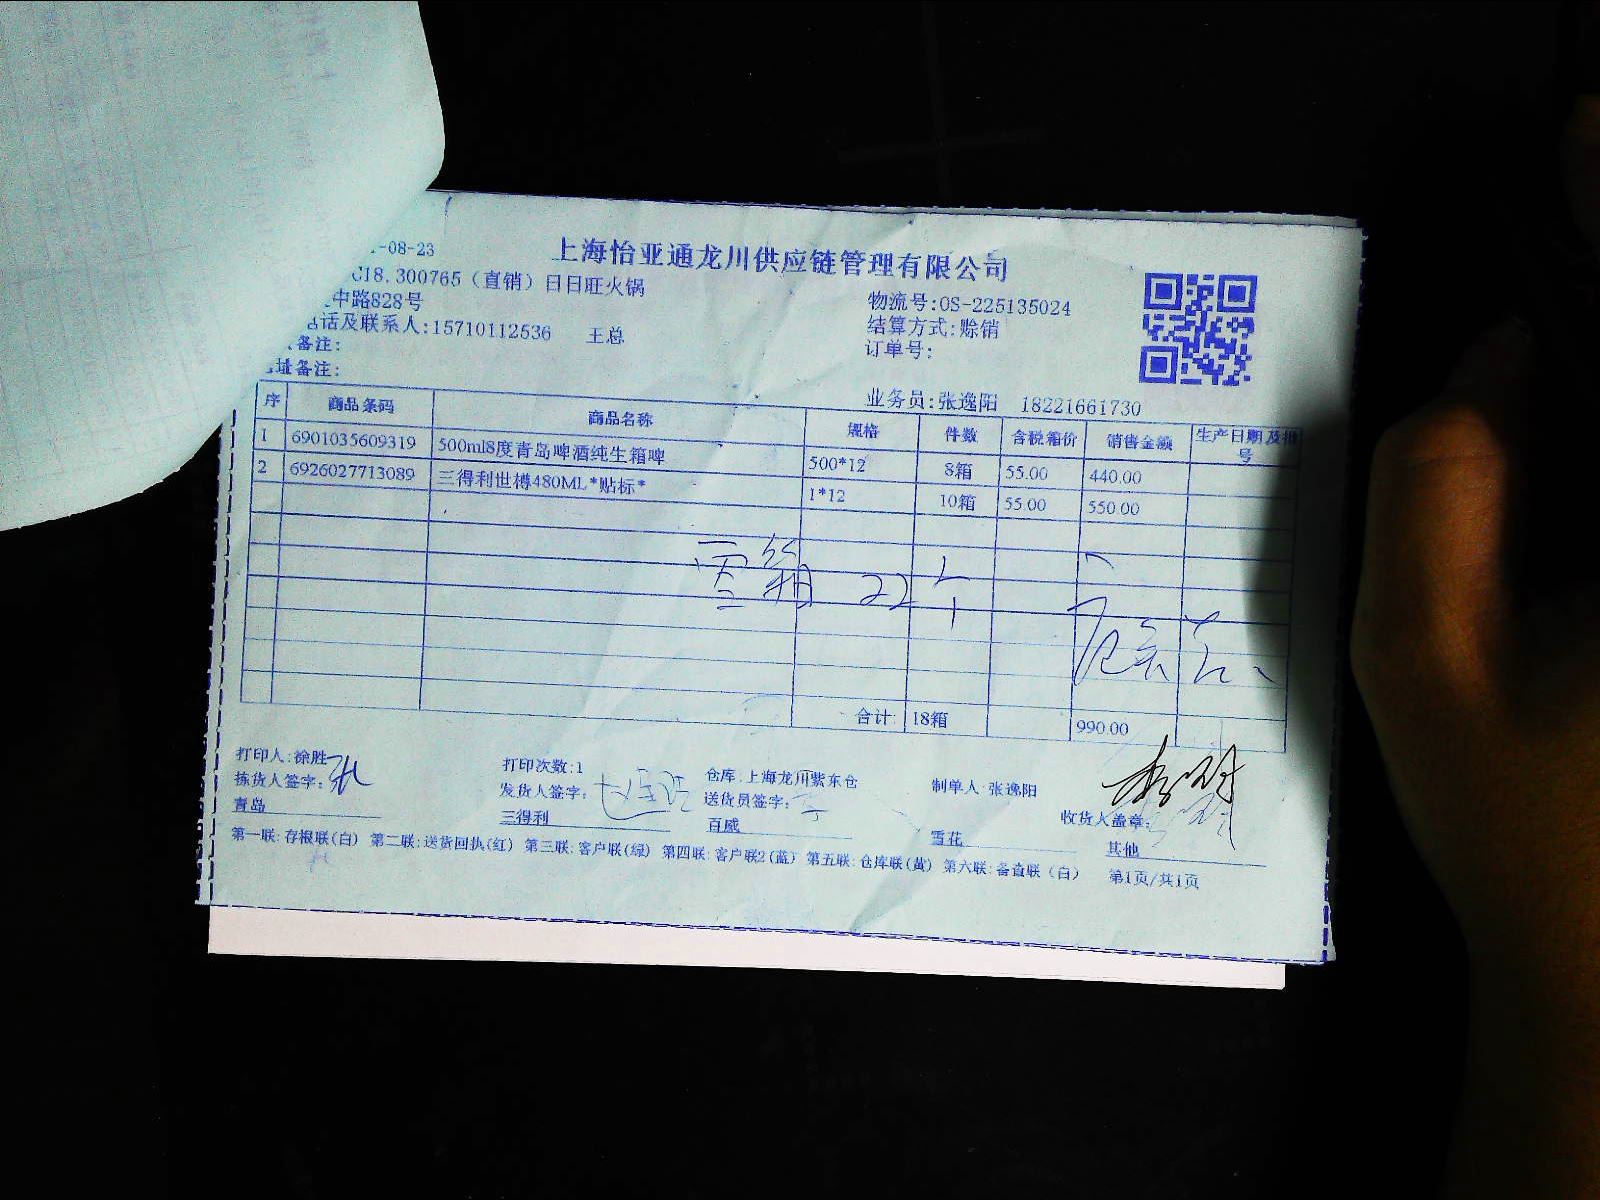 -08-23
上海怡亚通龙川供应链管理有限公司
C18.300765（直销）日日旺火锅
中路828号
物流号:OS-225135024
话及联系人:15710112536 王总
结算方式:赊销
备注:
订单号:
址备注:
业务员:张逸阳 18221661730
序 商品条码 商品名称 规格 件数 含税箱价 销售金额 生产日期及批号
1 6901035609319 500ml8度青岛啤酒纯生箱啤 500*12 8箱 55.00 440.00
2 6926027713089 三得利世樽480ML*贴标* 1*12 10箱 55.00 550.00
22
合计: 18箱 990.00
打印人:徐胜 打印次数:1 仓库:上海龙川紫东仓 制单人:张逸阳
拣货人签字: 发货人签字: 送货员签字: 收货人盖章:
青岛 三得利 百威 雪花 其他
第一联:存根联(白) 第二联:送货回执(红) 第三联:客户联(绿) 第四联:客户联2(蓝) 第五联:仓库联(黄) 第六联:备查联（白） 第1页/共1页